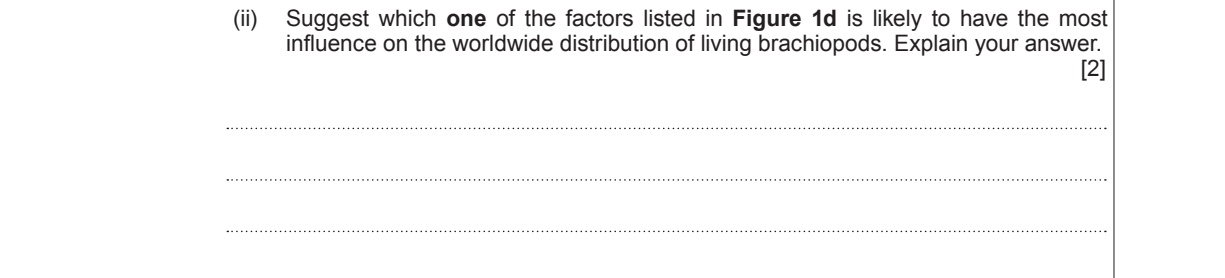 (ii) Suggest which one of the factors listed in Figure 1d is likely to have the most
influence on the worldwide distribution of living brachiopods. Explain your answer.
[2]